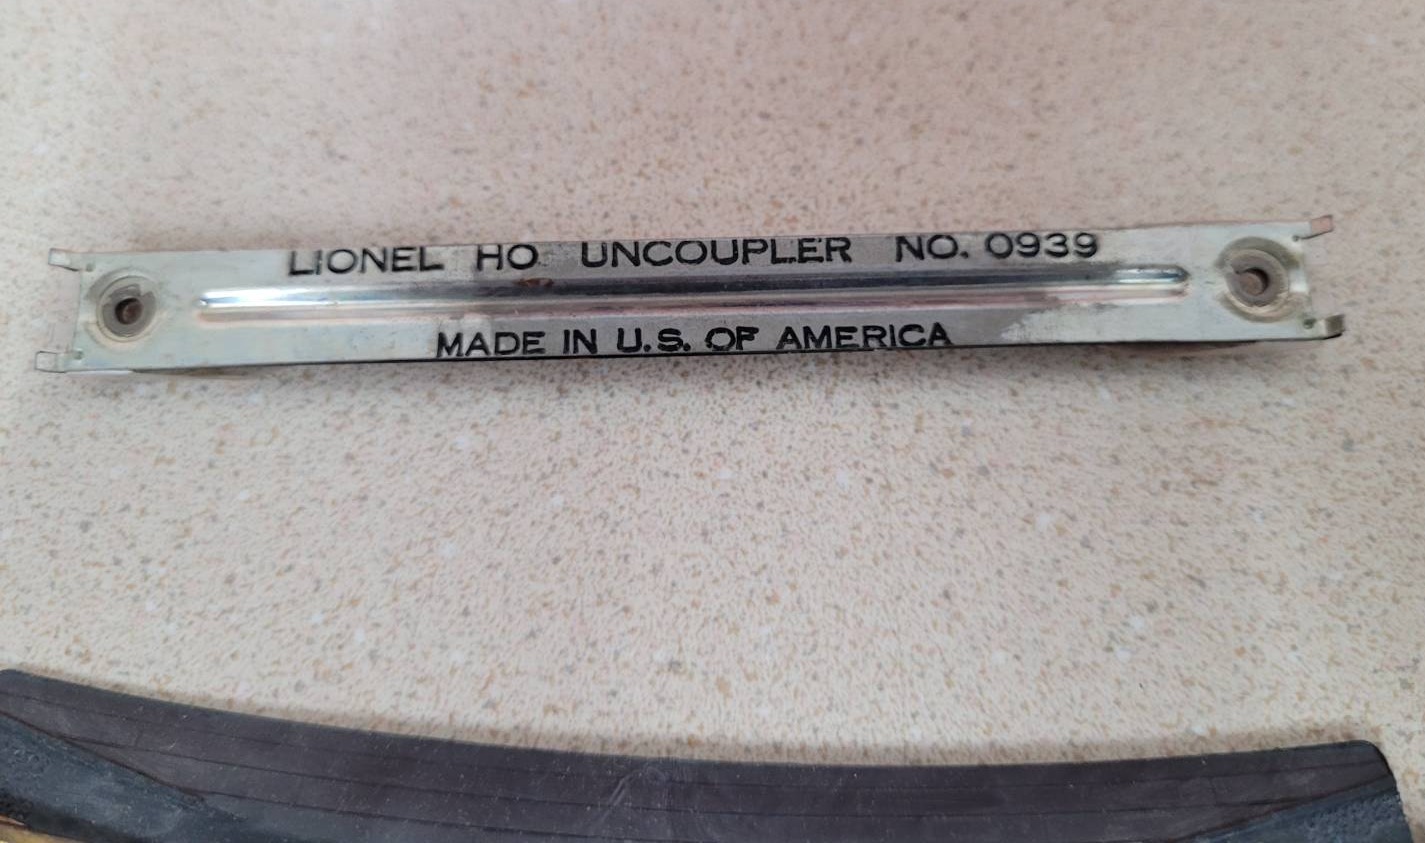 LIONEL HO UNCOUPLER NO. 0939
MADE IN U.S. OF AMERICA